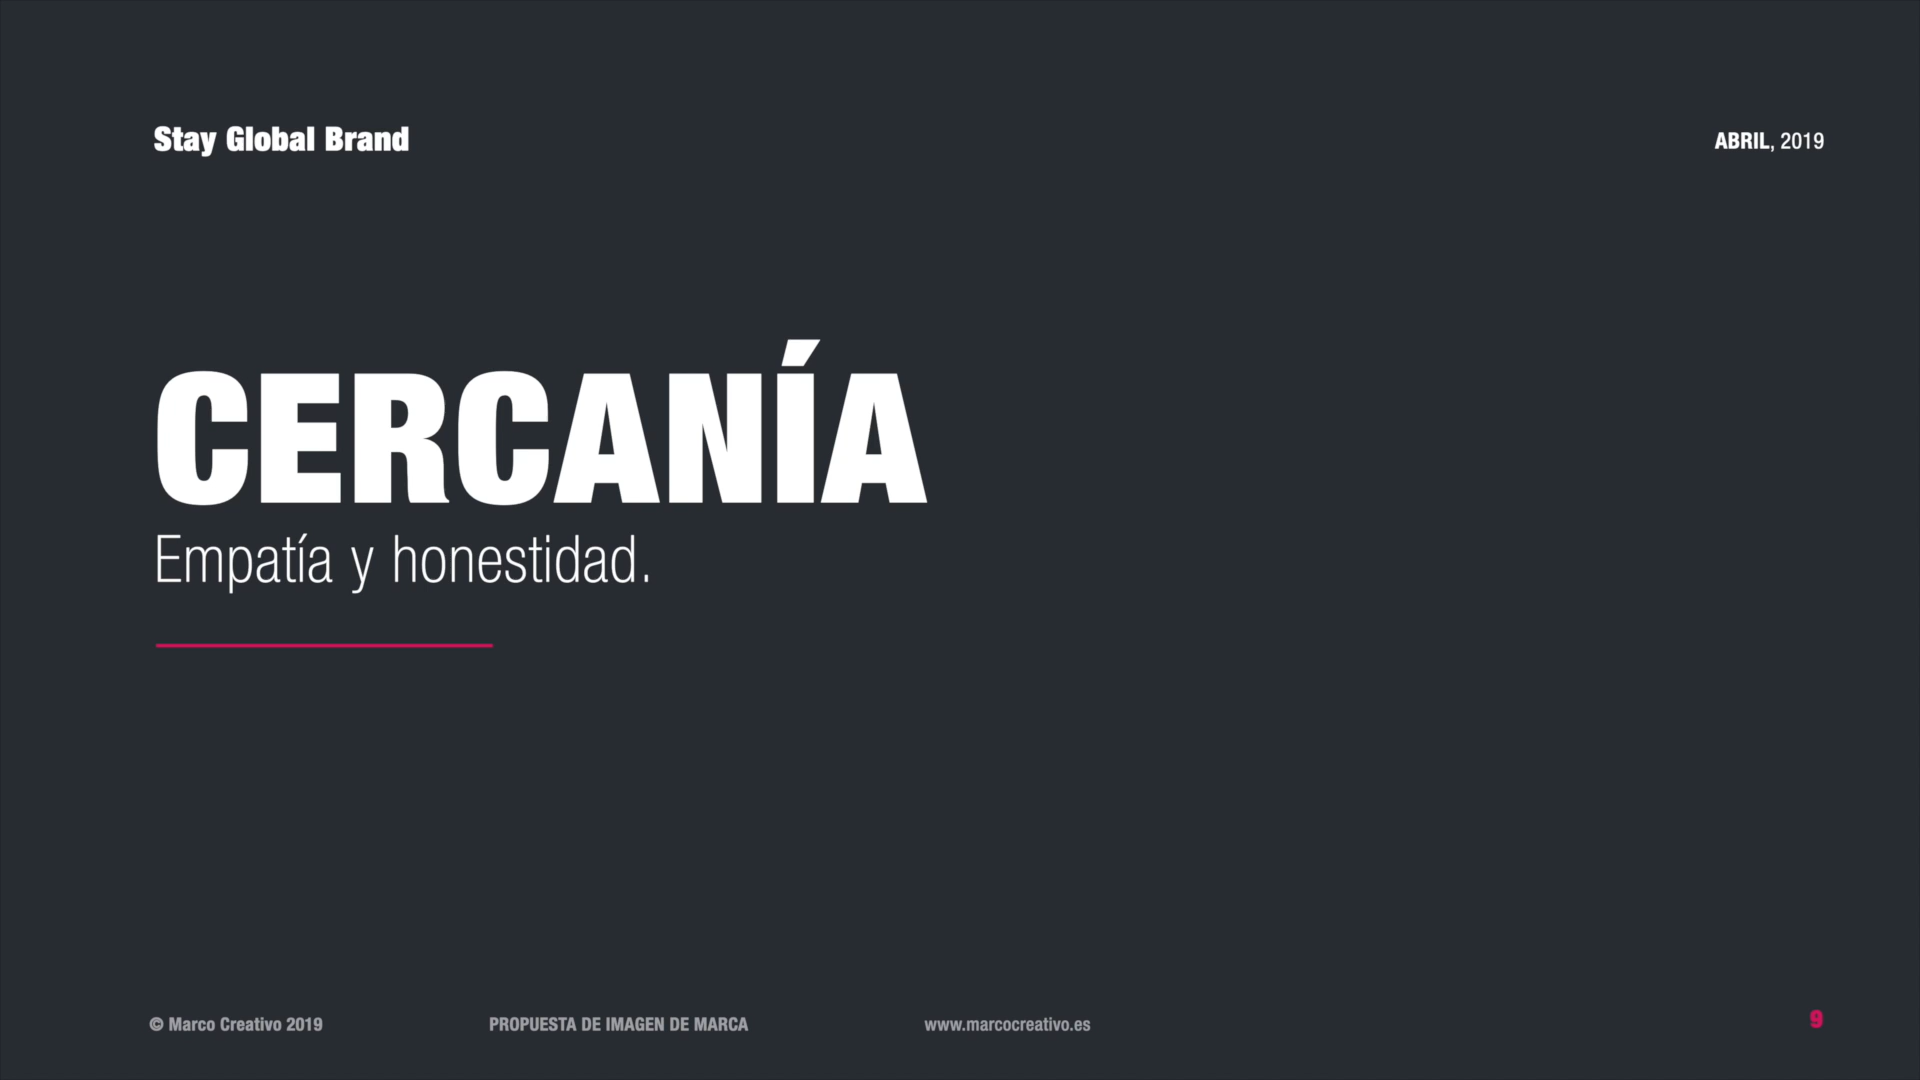 Stay Global Brand
ABRIL, 2019
CERCANÍA
Empatía y honestidad.
© Marco Creativo 2019
PROPUESTA DE IMAGEN DE MARCA
www.marcocreativo.es
9